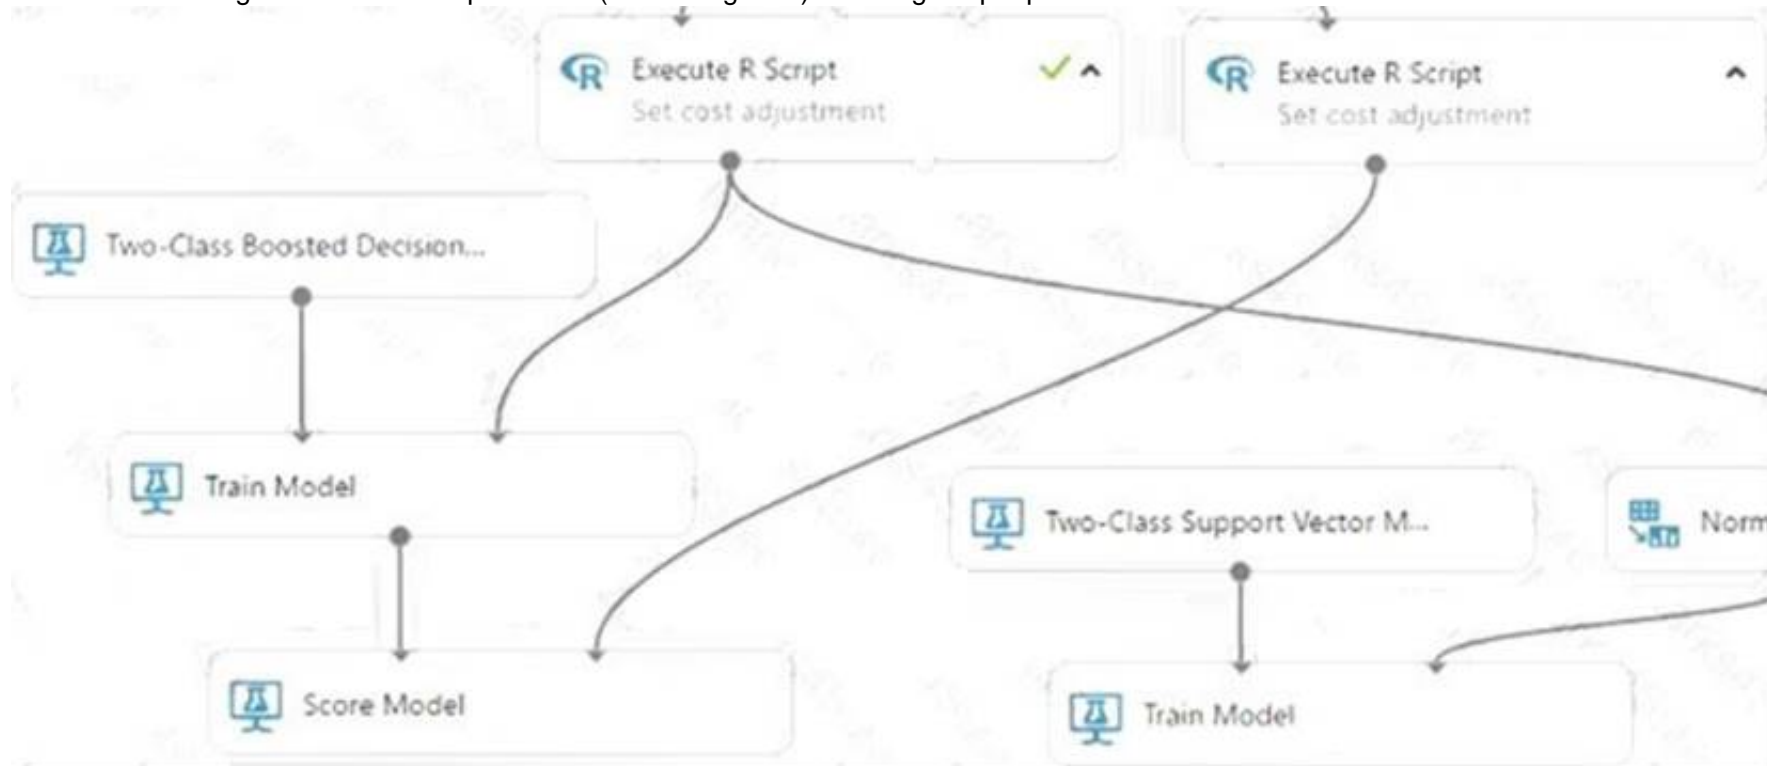 Execute R Script
Set cost adjustment
Execute R Script
Set cost adjustment
Two-Class Boosted Decision...
Train Model
Two-Class Support Vector M...
Norm
Score Model
Train Model